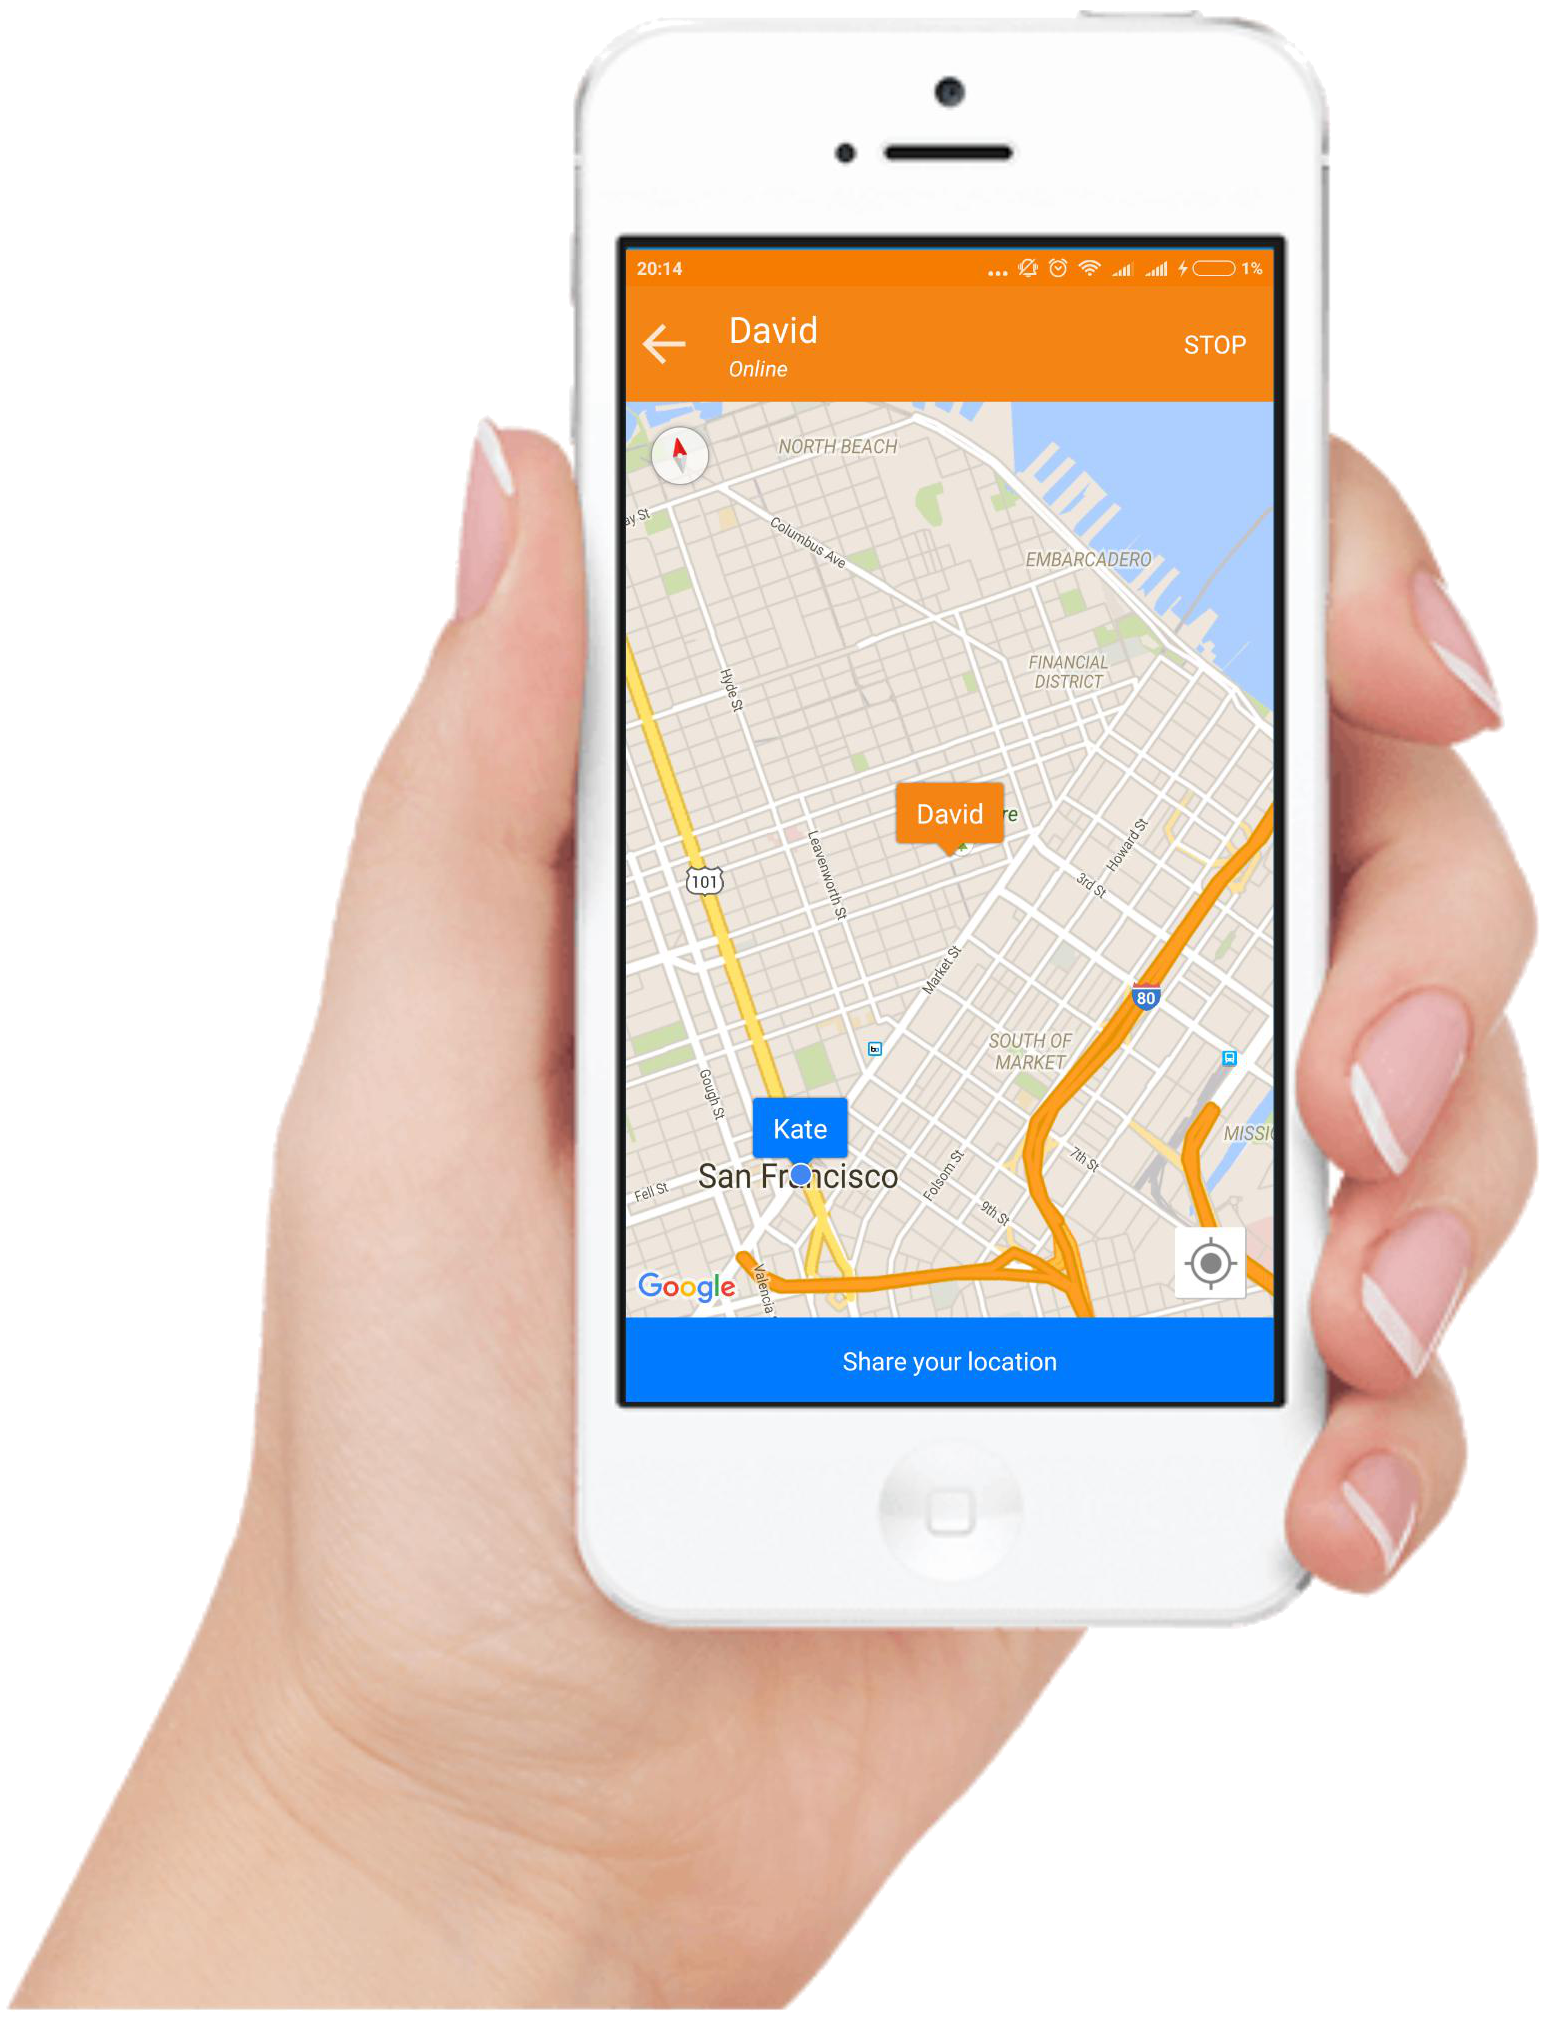 20:14
1%
David
Online
STOP
NORTH BEACH
ay St
Columbus Ave
EMBARCADERO
FINANCIAL
DISTRICT
Hyde St
David
re
Howard St
Leavenworth St
101
3rd St
Market St
80
SOUTH OF
MARKET
Gough St
Kate
MISSI
7th St
San Francisco
Folsom St
Fell St
9th St
Google
Valencia
Share your location